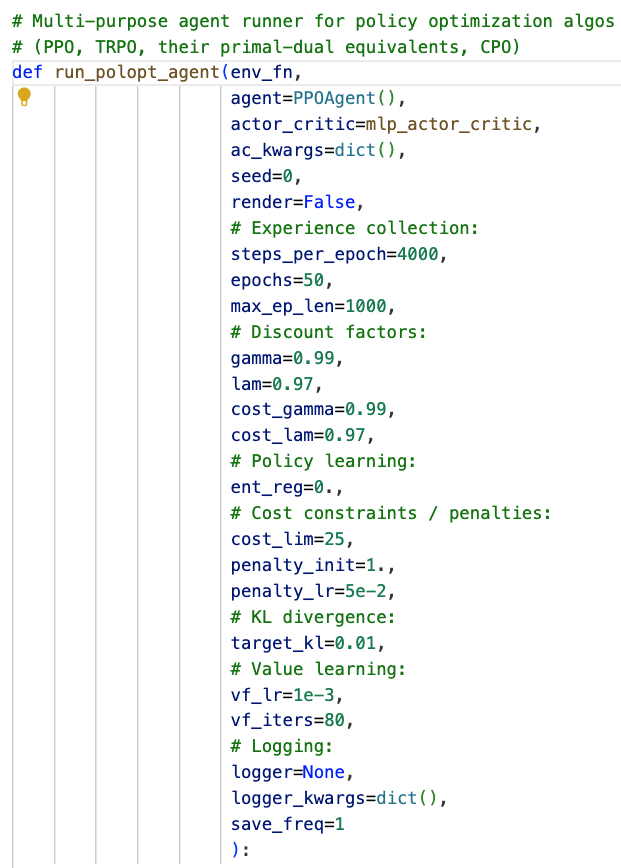 # Multi-purpose agent runner for policy optimization algos
# (PPO, TRPO, their primal-dual equivalents, CPO)
def run_polopt_agent(env_fn,
agent=PPOAgent(),
actor_critic=mlp_actor_critic,
ac_kwargs=dict(),
seed=0,
render=False,
# Experience collection:
steps_per_epoch=4000,
epochs=50,
max_ep_len=1000,
# Discount factors:
gamma=0.99,
lam=0.97,
cost_gamma=0.99,
cost_lam=0.97,
# Policy learning:
ent_reg=0.,
# Cost constraints / penalties:
cost_lim=25,
penalty_init=1.,
penalty_lr=5e-2,
# KL divergence:
target_kl=0.01,
# Value learning:
vf_lr=1e-3,
vf_iters=80,
# Logging:
logger=None,
logger_kwargs=dict(),
save_freq=1
):